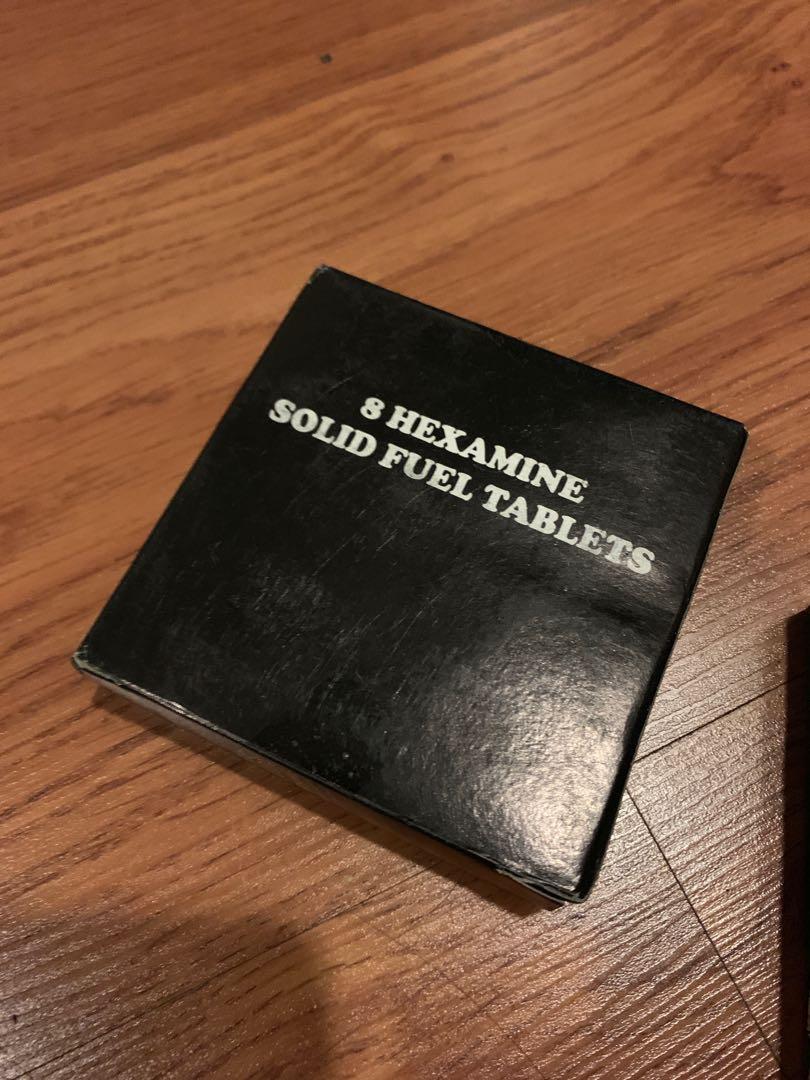 8 HEXAMINE
SOLID FUEL TABLETS